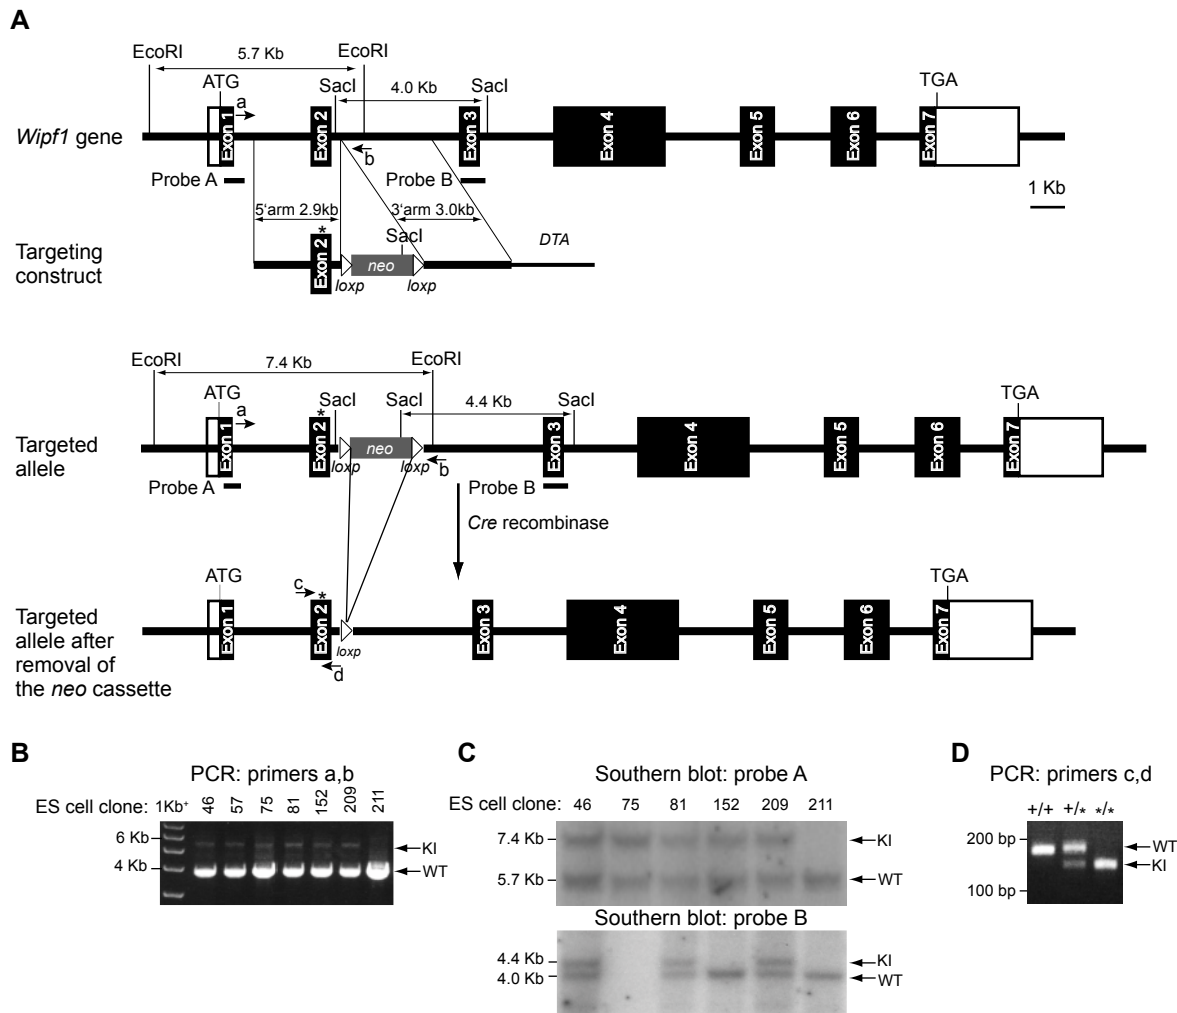 A
EcoRI 5.7 Kb EcoRI
ATG SacI 4.0 Kb SacI TGA
a
Wipf1 gene Exon 1 Exon 2 Exon 3 Exon 4 Exon 5 Exon 6 Exon 7
b
Probe A Probe B 1 Kb
5'arm 2.9kb 3'arm 3.0kb
Targeting construct * SacI DTA
Exon 2 neo
loxp loxp
EcoRI 7.4 Kb EcoRI
ATG SacI SacI 4.4 Kb SacI TGA
a *
Targeted allele Exon 1 Exon 2 neo Exon 3 Exon 4 Exon 5 Exon 6 Exon 7
loxp loxp b
Probe A Probe B
Cre recombinase
ATG c * TGA
Targeted
allele after
removal of
the neo cassette
Exon 1 Exon 2 Exon 3 Exon 4 Exon 5 Exon 6 Exon 7
loxp
d
B
PCR: primers a,b
ES cell clone: 1Kb+ 46 57 75 81 152 209 211
6 Kb KI
4 Kb WT
C
Southern blot: probe A
ES cell clone: 46 75 81 152 209 211
7.4 Kb KI
5.7 Kb WT
Southern blot: probe B
4.4 Kb KI
4.0 Kb WT
D
PCR: primers c,d
+/+ +/* */*
200 bp WT
KI
100 bp